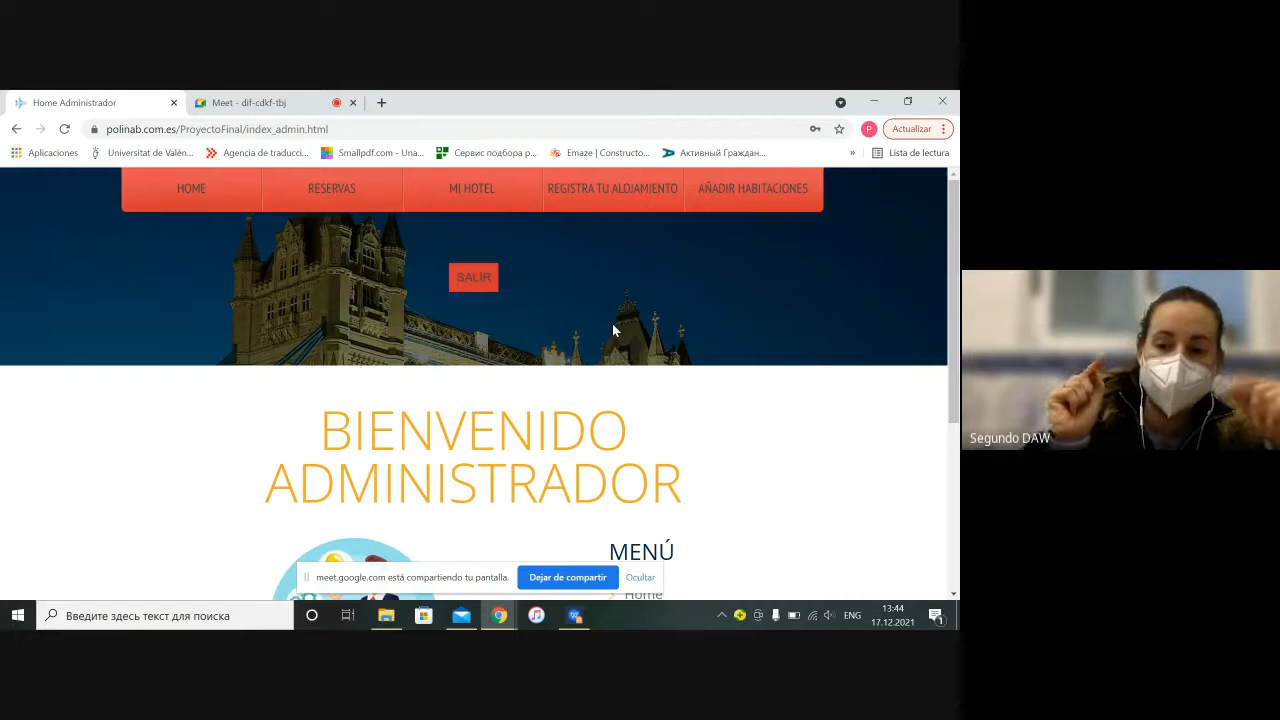 Home Administrador
Meet - dif-cdkf-tbj
polinab.com.es/ProyectoFinal/index_admin.html
P
Actualizar
Aplicaciones
Universitat de Valèn...
Agencia de traducci...
Smallpdf.com - Una...
Сервис подбора р...
Emaze | Constructo...
Активный Граждан...
»
Lista de lectura
HOME
RESERVAS
MI HOTEL
REGISTRA TU ALOJAMIENTO
AÑADIR HABITACIONES
SALIR
BIENVENIDO
ADMINISTRADOR
MENÚ
Home
meet.google.com está compartiendo tu pantalla.
Dejar de compartir
Ocultar
Введите здесь текст для поиска
ENG
13:44
17.12.2021
1
Segundo DAW